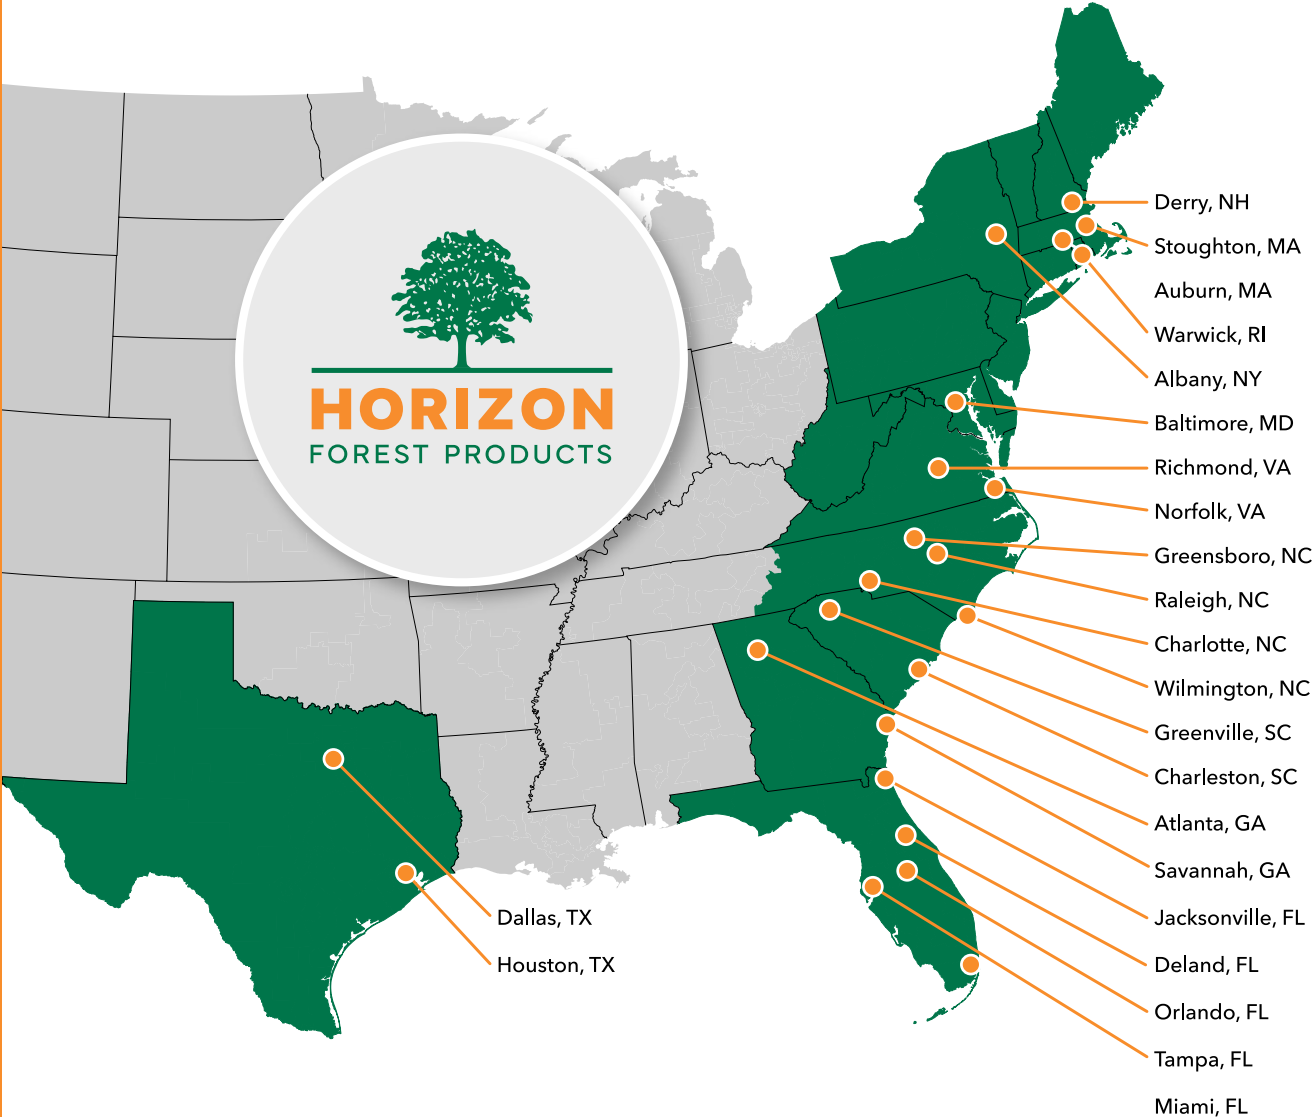 HORIZON
FOREST PRODUCTS
Derry, NH
Stoughton, MA
Auburn, MA
Warwick, RI
Albany, NY
Baltimore, MD
Richmond, VA
Norfolk, VA
Greensboro, NC
Raleigh, NC
Charlotte, NC
Wilmington, NC
Greenville, SC
Charleston, SC
Atlanta, GA
Savannah, GA
Jacksonville, FL
Deland, FL
Orlando, FL
Tampa, FL
Miami, FL
Dallas, TX
Houston, TX